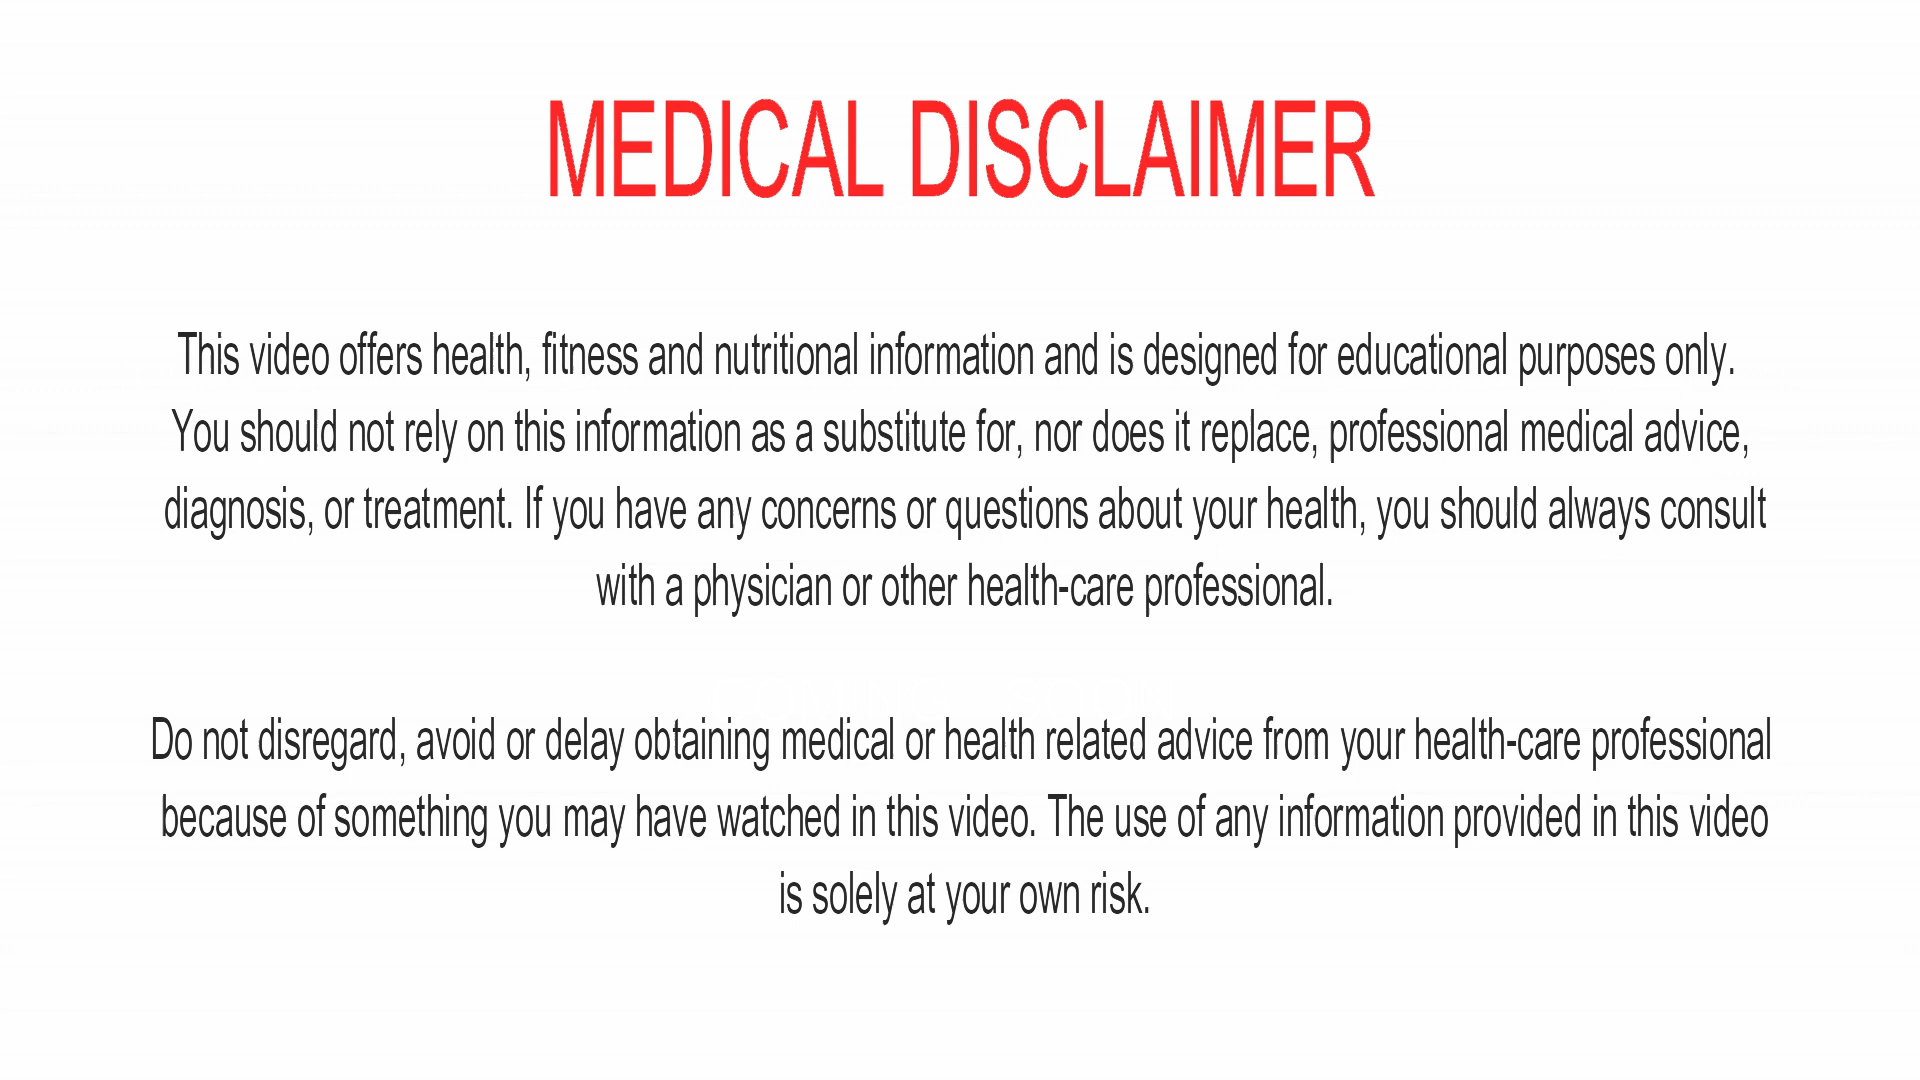 MEDICAL DISCLAIMER
This video offers health, fitness and nutritional information and is designed for educational purposes only.
You should not rely on this information as a substitute for, nor does it replace, professional medical advice,
diagnosis, or treatment. If you have any concerns or questions about your health, you should always consult
with a physician or other health-care professional.
Do not disregard, avoid or delay obtaining medical or health related advice from your health-care professional
because of something you may have watched in this video. The use of any information provided in this video
is solely at your own risk.